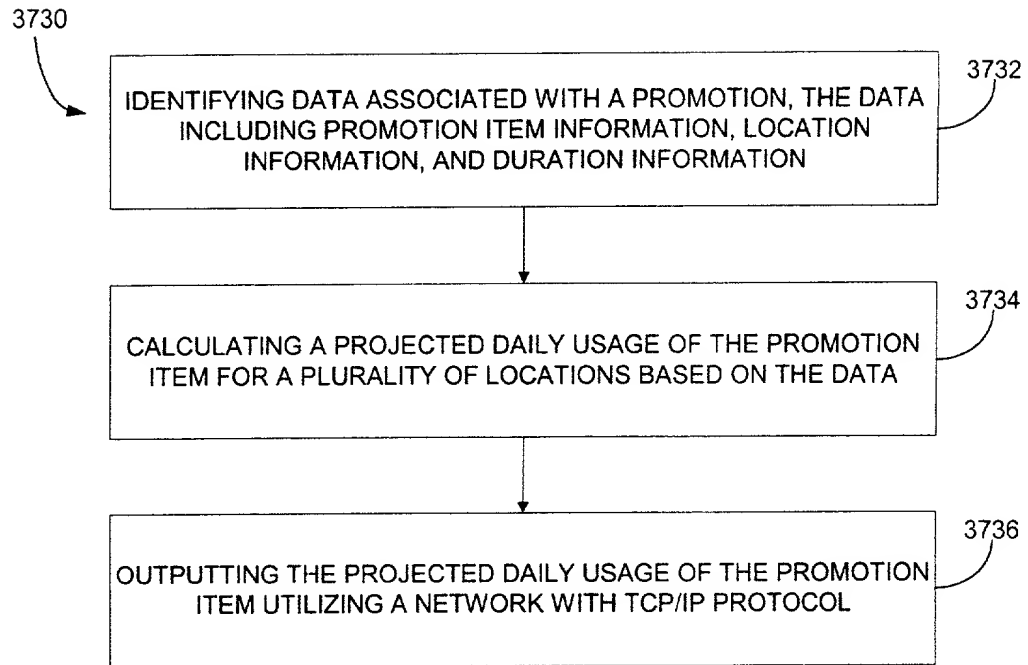 3730
3732
IDENTIFYING DATA ASSOCIATED WITH A PROMOTION, THE DATA
INCLUDING PROMOTION ITEM INFORMATION, LOCATION
INFORMATION, AND DURATION INFORMATION
3734
CALCULATING A PROJECTED DAILY USAGE OF THE PROMOTION
ITEM FOR A PLURALITY OF LOCATIONS BASED ON THE DATA
3736
OUTPUTTING THE PROJECTED DAILY USAGE OF THE PROMOTION
ITEM UTILIZING A NETWORK WITH TCP/IP PROTOCOL